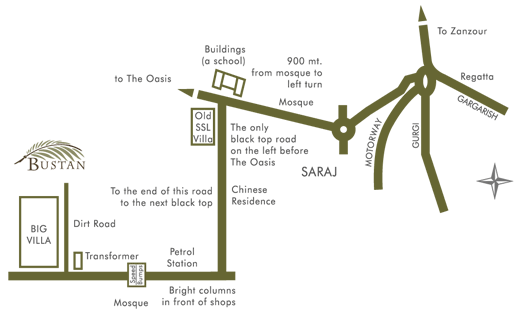 To Zanzour
Buildings
(a school)
900 mt.
from mosque to
left turn
to The Oasis
Regatta
GARGARISH
Mosque
Old
SSL
Villa
The only
black top road
on the left before
The Oasis
MOTORWAY
GURGI
SARAJ
BUSTAN
To the end of this road
to the next black top
Chinese
Residence
BIG
VILLA
Dirt Road
Transformer
Petrol
Station
Speed
Bumps
Mosque
Bright columns
in front of shops